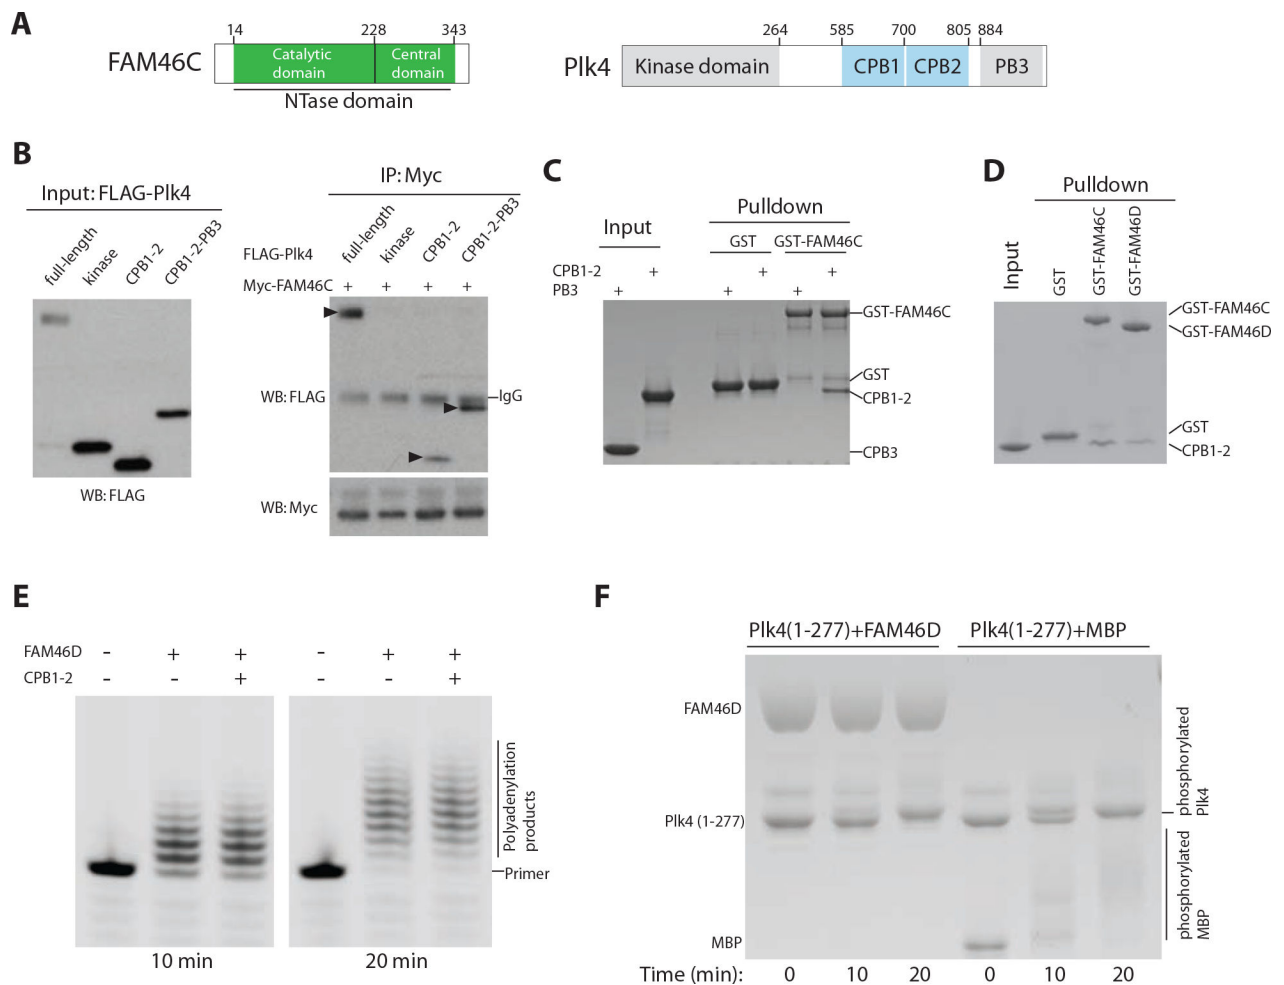 A
14 228 343
FAM46C
Catalytic domain
Central domain
NTase domain
264 585 700 805 884
Plk4
Kinase domain
CPB1
CPB2
PB3
B
Input: FLAG-Plk4
full-length
kinase
CPB1-2
CPB1-2-PB3
WB: FLAG
IP: Myc
FLAG-Plk4
full-length
kinase
CPB1-2
CPB1-2-PB3
Myc-FAM46C + + + +
WB: FLAG
IgG
WB: Myc
C
Input
Pulldown
GST
GST-FAM46C
CPB1-2 + + +
PB3 + + +
GST-FAM46C
GST
CPB1-2
CPB3
D
Pulldown
Input
GST
GST-FAM46C
GST-FAM46D
GST-FAM46C
GST-FAM46D
GST
CPB1-2
E
FAM46D - + + - + +
CPB1-2 - - + - - +
Polyadenylation
products
Primer
10 min
20 min
F
Plk4(1-277)+FAM46D
Plk4(1-277)+MBP
FAM46D
Plk4 (1-277)
MBP
phosphorylated
Plk4
phosphorylated
MBP
Time (min): 0 10 20 0 10 20